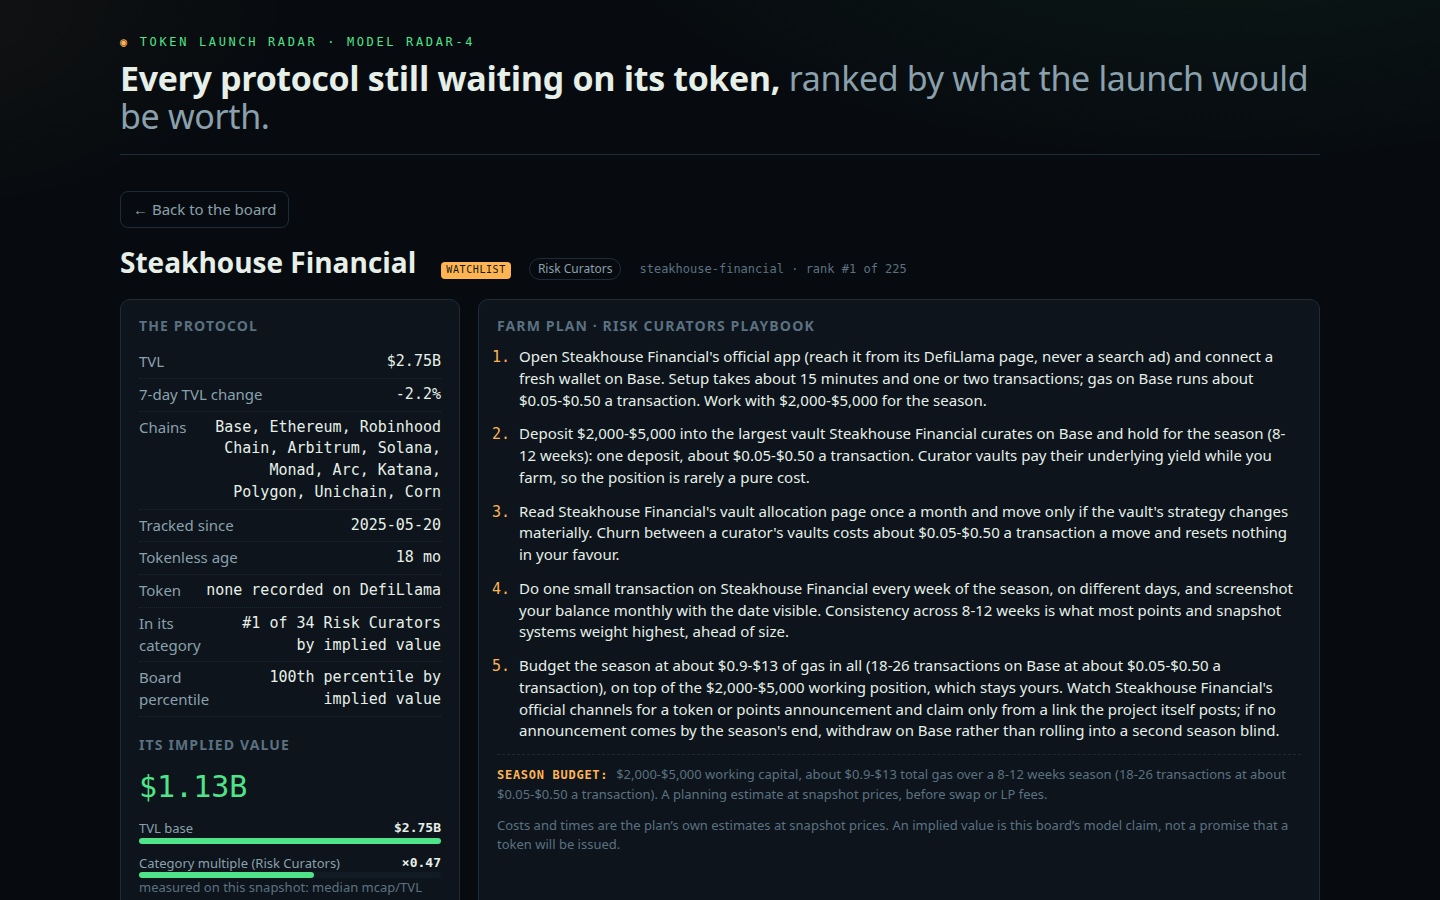 ◉ TOKEN LAUNCH RADAR · MODEL RADAR-4
Every protocol still waiting on its token, ranked by what the launch would
be worth.
← Back to the board
Steakhouse Financial WATCHLIST Risk Curators steakhouse-financial · rank #1 of 225
THE PROTOCOL
TVL $2.75B
7-day TVL change -2.2%
Chains Base, Ethereum, Robinhood
Chain, Arbitrum, Solana,
Monad, Arc, Katana,
Polygon, Unichain, Corn
Tracked since 2025-05-20
Tokenless age 18 mo
Token none recorded on DefiLlama
In its #1 of 34 Risk Curators
category by implied value
Board 100th percentile by
percentile implied value
ITS IMPLIED VALUE
$1.13B
TVL base $2.75B
Category multiple (Risk Curators) ×0.47
measured on this snapshot: median mcap/TVL
FARM PLAN · RISK CURATORS PLAYBOOK
1. Open Steakhouse Financial's official app (reach it from its DefiLlama page, never a search ad) and connect a
fresh wallet on Base. Setup takes about 15 minutes and one or two transactions; gas on Base runs about
$0.05-$0.50 a transaction. Work with $2,000-$5,000 for the season.
2. Deposit $2,000-$5,000 into the largest vault Steakhouse Financial curates on Base and hold for the season (8-
12 weeks): one deposit, about $0.05-$0.50 a transaction. Curator vaults pay their underlying yield while you
farm, so the position is rarely a pure cost.
3. Read Steakhouse Financial's vault allocation page once a month and move only if the vault's strategy changes
materially. Churn between a curator's vaults costs about $0.05-$0.50 a transaction a move and resets nothing
in your favour.
4. Do one small transaction on Steakhouse Financial every week of the season, on different days, and screenshot
your balance monthly with the date visible. Consistency across 8-12 weeks is what most points and snapshot
systems weight highest, ahead of size.
5. Budget the season at about $0.9-$13 of gas in all (18-26 transactions on Base at about $0.05-$0.50 a
transaction), on top of the $2,000-$5,000 working position, which stays yours. Watch Steakhouse Financial's
official channels for a token or points announcement and claim only from a link the project itself posts; if no
announcement comes by the season's end, withdraw on Base rather than rolling into a second season blind.
SEASON BUDGET: $2,000-$5,000 working capital, about $0.9-$13 total gas over a 8-12 weeks season (18-26 transactions at about
$0.05-$0.50 a transaction). A planning estimate at snapshot prices, before swap or LP fees.
Costs and times are the plan's own estimates at snapshot prices. An implied value is this board's model claim, not a promise that a
token will be issued.